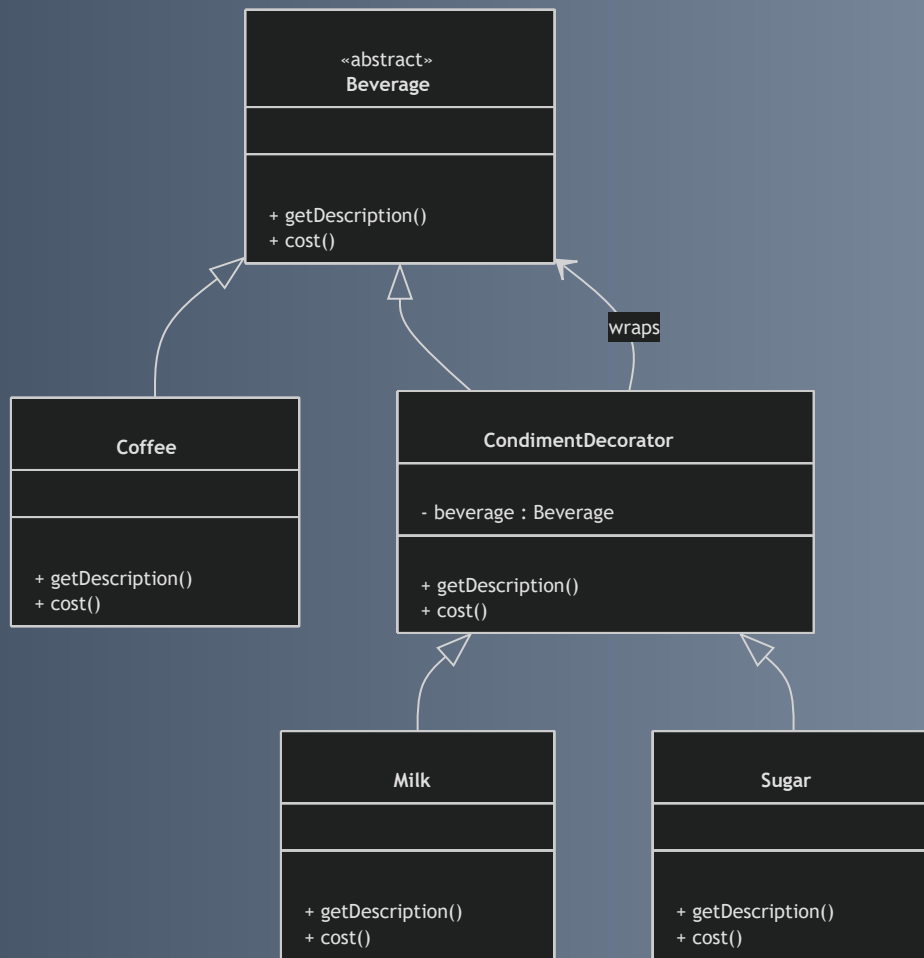 «abstract»
Beverage
+ getDescription()
+ cost()
wraps
Coffee
+ getDescription()
+ cost()
CondimentDecorator
- beverage : Beverage
+ getDescription()
+ cost()
Milk
+ getDescription()
+ cost()
Sugar
+ getDescription()
+ cost()